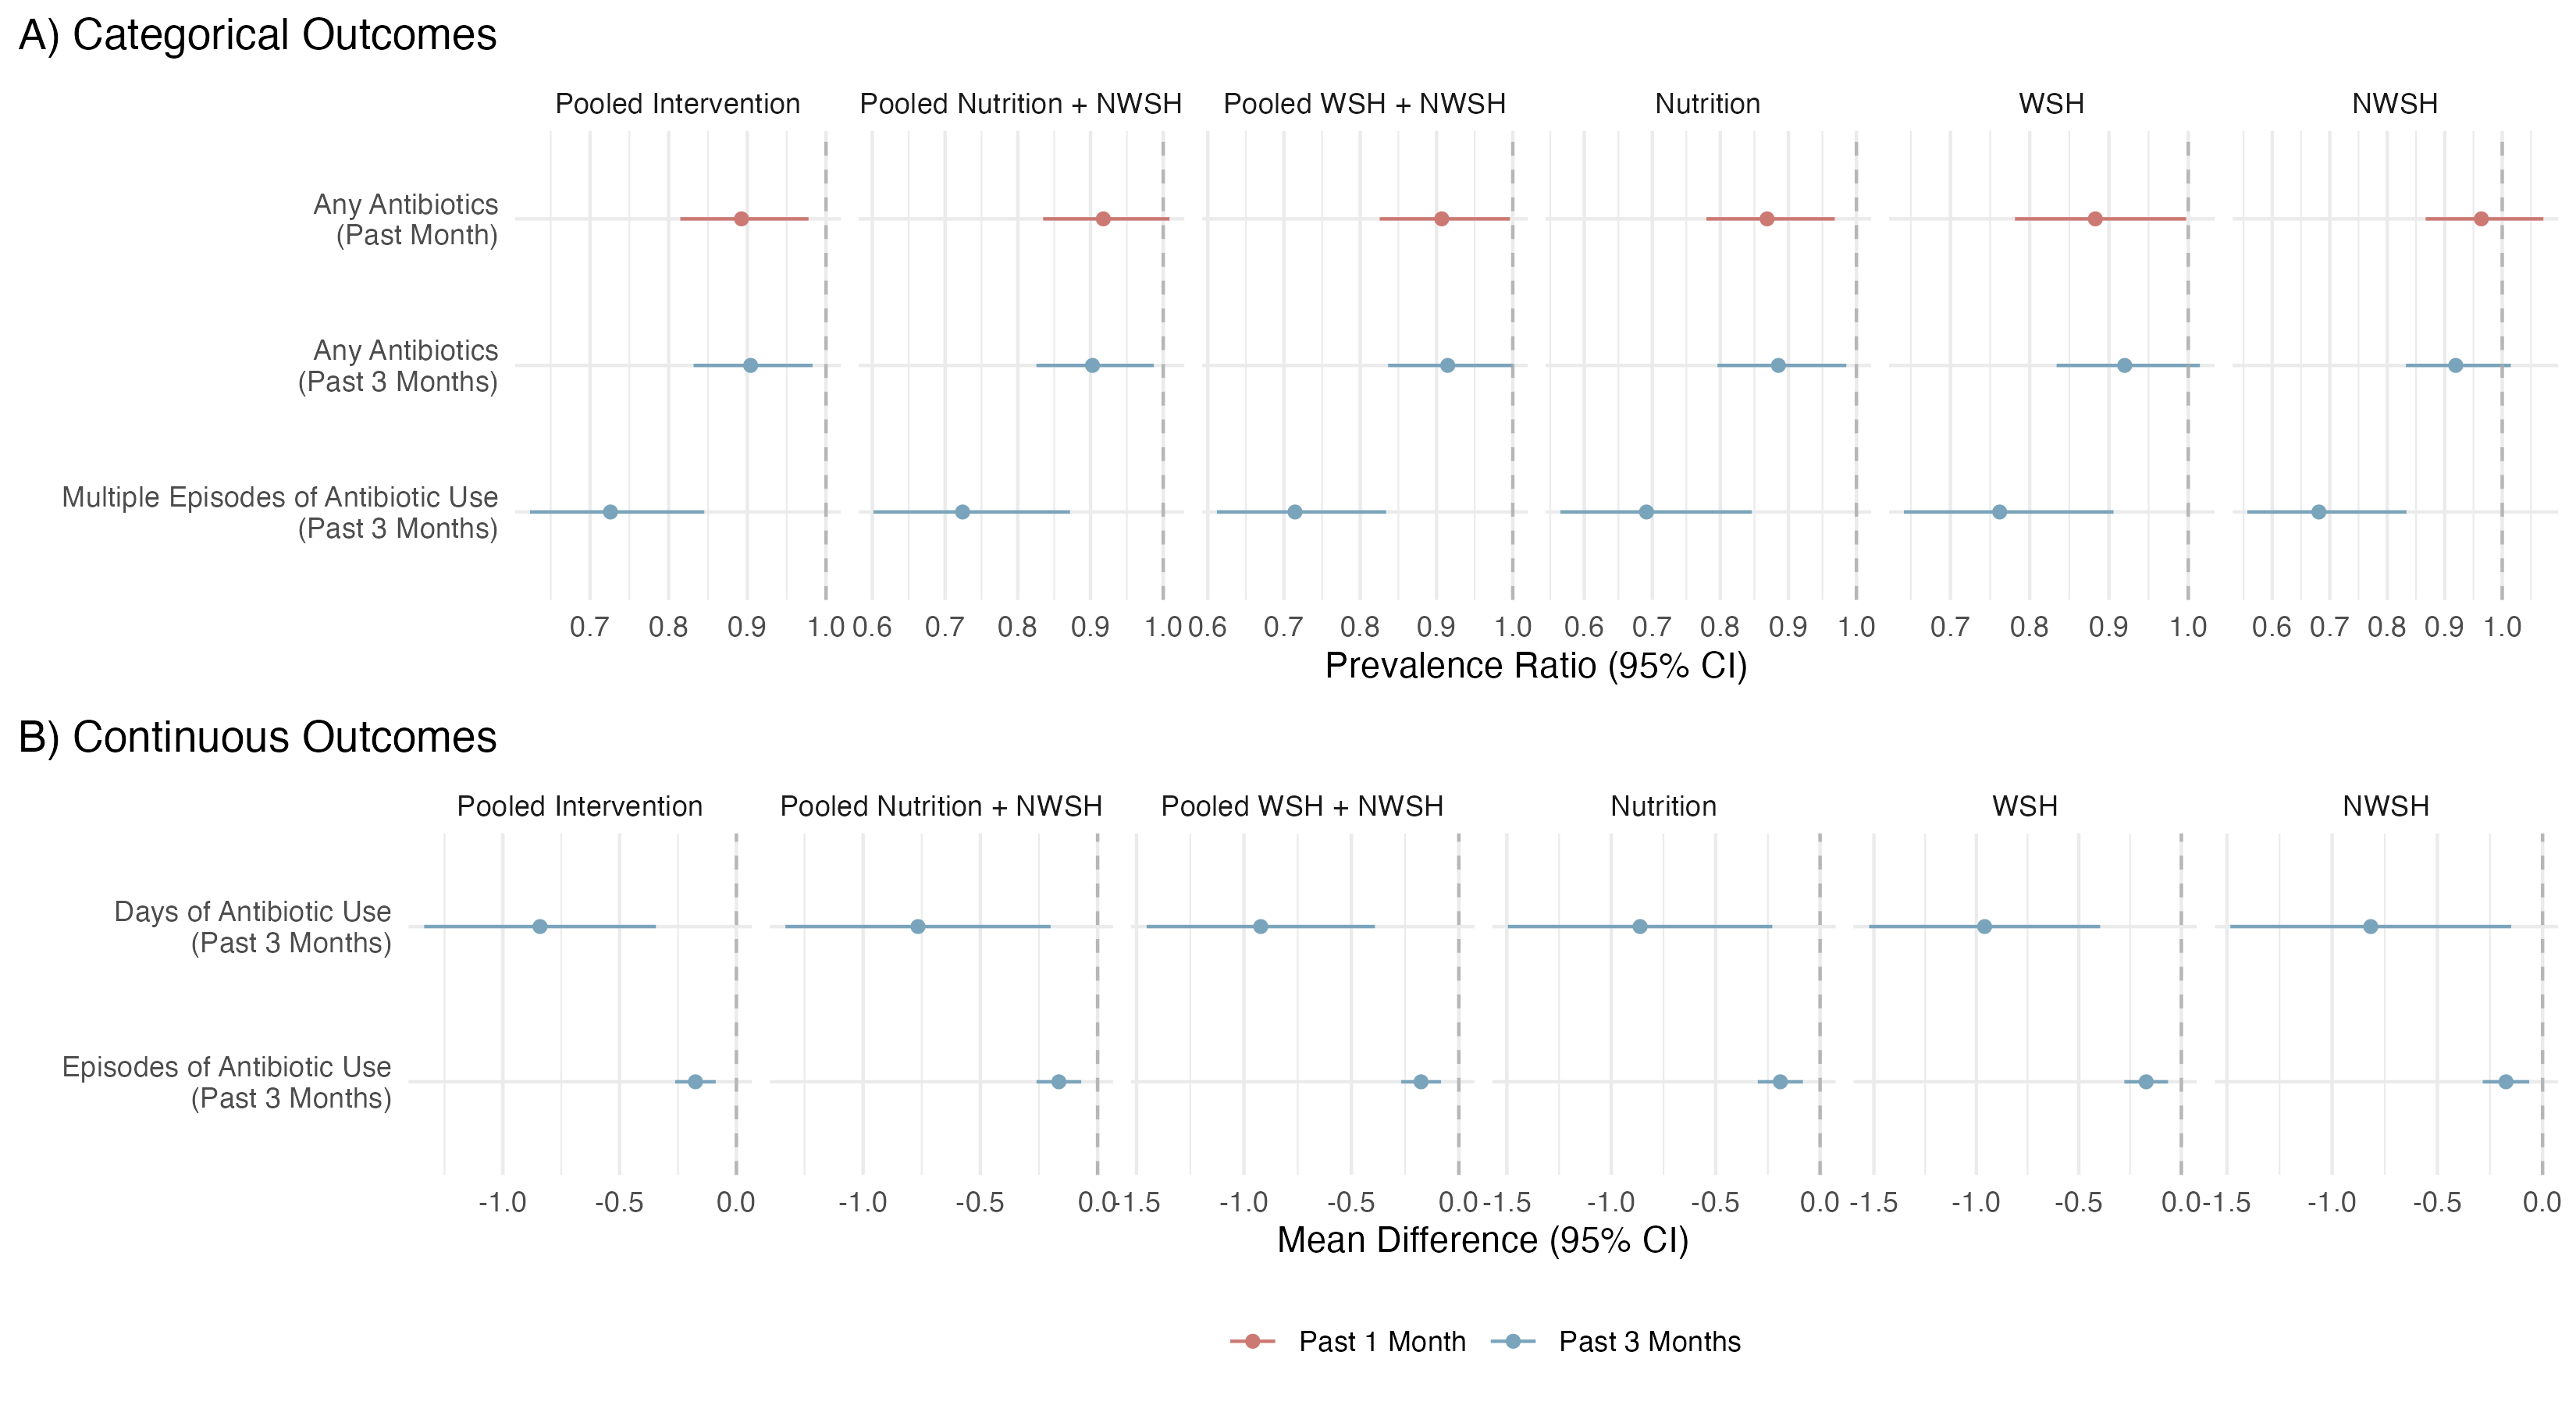 A) Categorical Outcomes
Pooled Intervention
Pooled Nutrition + NWSH
Pooled WSH + NWSH
Nutrition
WSH
NWSH
Any Antibiotics
(Past Month)
Any Antibiotics
(Past 3 Months)
Multiple Episodes of Antibiotic Use
(Past 3 Months)
0.7 0.8 0.9 1.0
0.6 0.7 0.8 0.9 1.0
0.6 0.7 0.8 0.9 1.0
0.6 0.7 0.8 0.9 1.0
0.7 0.8 0.9 1.0
0.6 0.7 0.8 0.9 1.0
Prevalence Ratio (95% CI)
B) Continuous Outcomes
Pooled Intervention
Pooled Nutrition + NWSH
Pooled WSH + NWSH
Nutrition
WSH
NWSH
Days of Antibiotic Use
(Past 3 Months)
Episodes of Antibiotic Use
(Past 3 Months)
-1.0 -0.5 0.0
-1.0 -0.5 0.0
-1.5 -1.0 -0.5 0.0
-1.5 -1.0 -0.5 0.0
-1.5 -1.0 -0.5 0.0
-1.5 -1.0 -0.5 0.0
Mean Difference (95% CI)
Past 1 Month
Past 3 Months